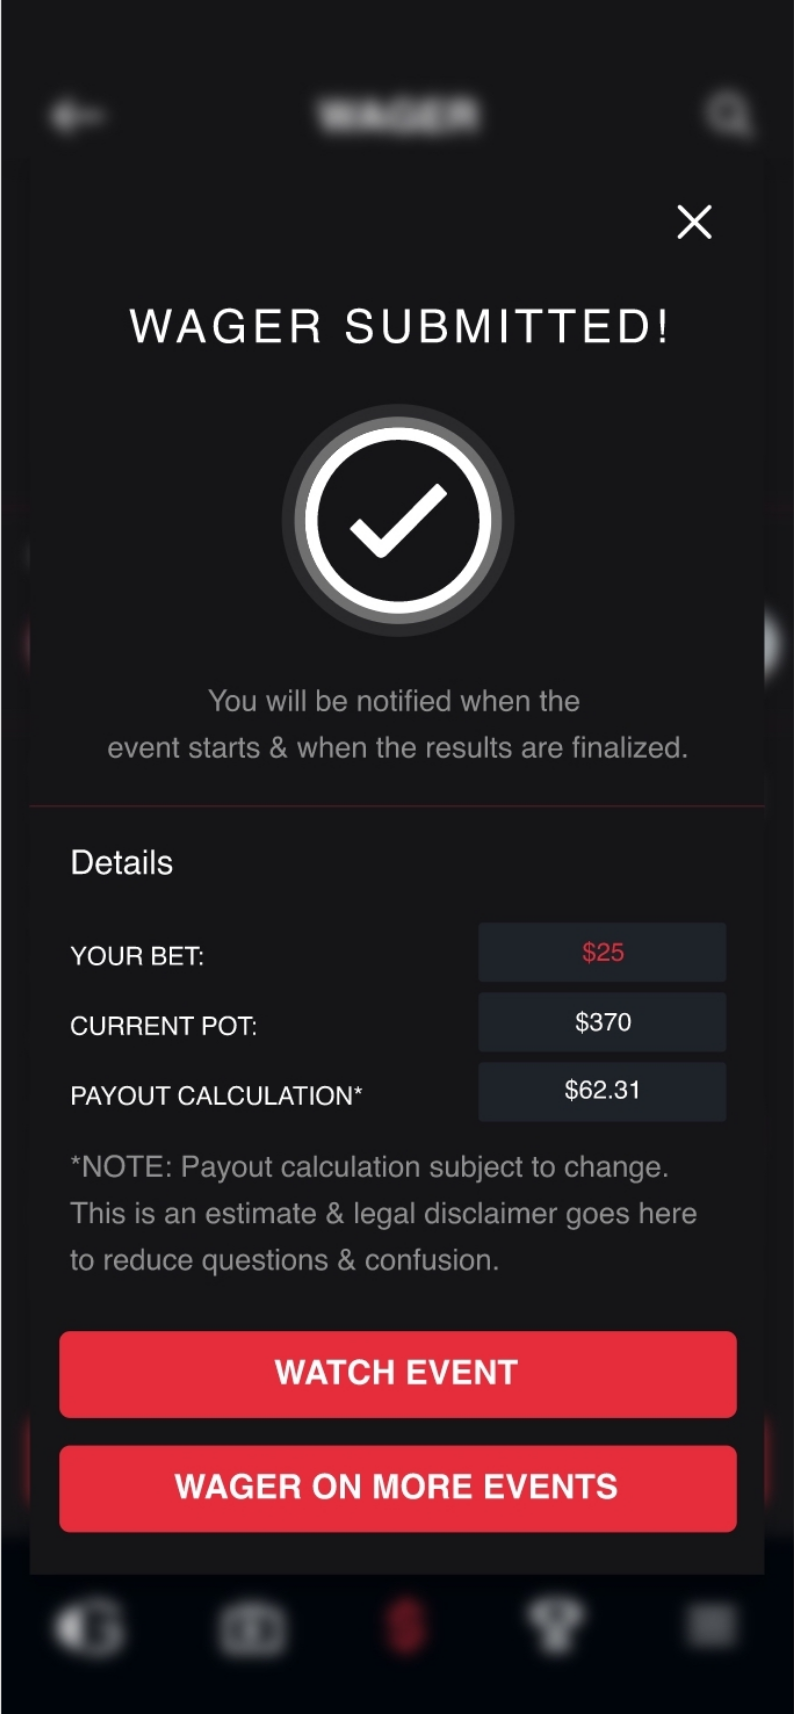 WAGER
WAGER SUBMITTED!
You will be notified when the
event starts & when the results are finalized.
Details
YOUR BET:
$25
CURRENT POT:
$370
PAYOUT CALCULATION*
$62.31
*NOTE: Payout calculation subject to change.
This is an estimate & legal disclaimer goes here
to reduce questions & confusion.
WATCH EVENT
WAGER ON MORE EVENTS